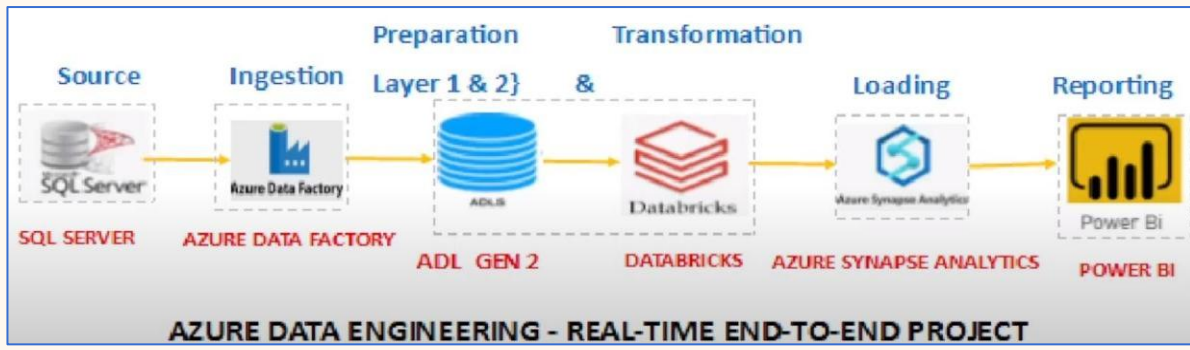 Preparation Transformation
Source Ingestion Layer 1 & 2} & Loading Reporting
SQL Server Azure Data Factory ADLS Databricks Azure Synapse Analytics Power Bi
SQL SERVER AZURE DATA FACTORY ADL GEN 2 DATABRICKS AZURE SYNAPSE ANALYTICS POWER BI
AZURE DATA ENGINEERING - REAL-TIME END-TO-END PROJECT